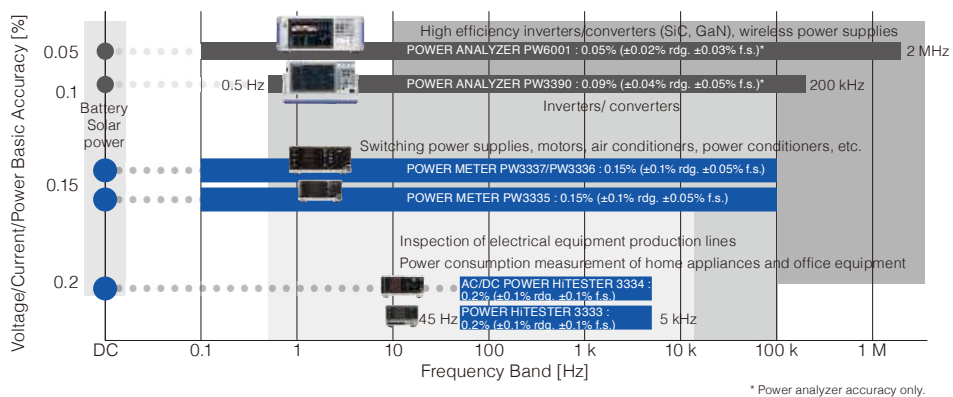 High efficiency inverters/converters (SiC, GaN), wireless power supplies
0.05
POWER ANALYZER PW6001 : 0.05% (±0.02% rdg. ±0.03% f.s.)*
2 MHz
0.1
0.5 Hz
POWER ANALYZER PW3390 : 0.09% (±0.04% rdg. ±0.05% f.s.)*
200 kHz
Battery
Solar
power
Inverters/ converters
Switching power supplies, motors, air conditioners, power conditioners, etc.
POWER METER PW3337/PW3336 : 0.15% (±0.1% rdg. ±0.05% f.s.)
0.15
POWER METER PW3335 : 0.15% (±0.1% rdg. ±0.05% f.s.)
Inspection of electrical equipment production lines
Power consumption measurement of home appliances and office equipment
0.2
AC/DC POWER HiTESTER 3334 :
0.2% (±0.1% rdg. ±0.1% f.s.)
45 Hz
POWER HiTESTER 3333 :
0.2% (±0.1% rdg. ±0.1% f.s.)
5 kHz
Voltage/Current/Power Basic Accuracy [%]
DC 0.1 1 10 100 1 k 10 k 100 k 1 M
Frequency Band [Hz]
* Power analyzer accuracy only.